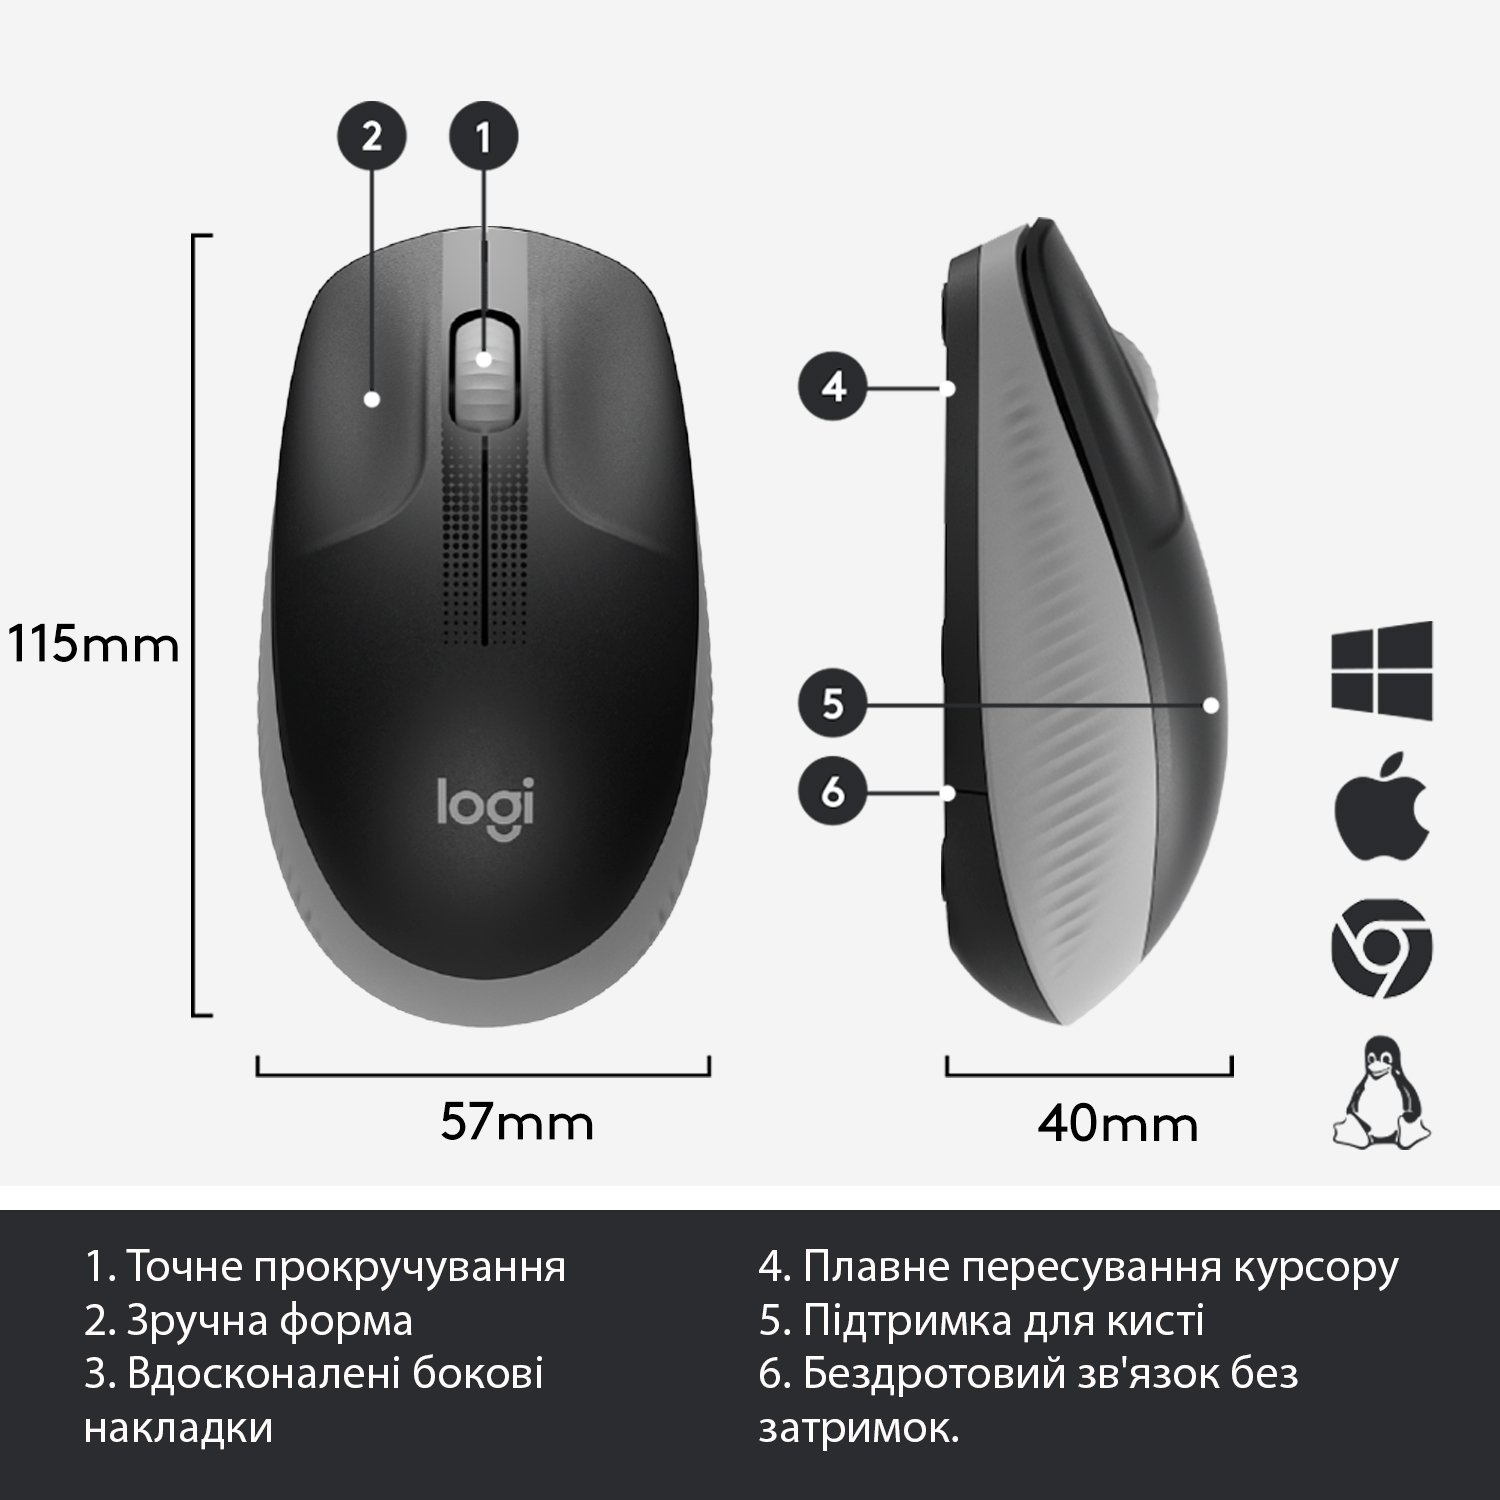 2
1
4
115mm
5
6
logi
57mm
40mm
1. Точне прокручування
2. Зручна форма
3. Вдосконалені бокові
накладки
4. Плавне пересування курсору
5. Підтримка для кисті
6. Бездротовий зв'язок без
затримок.